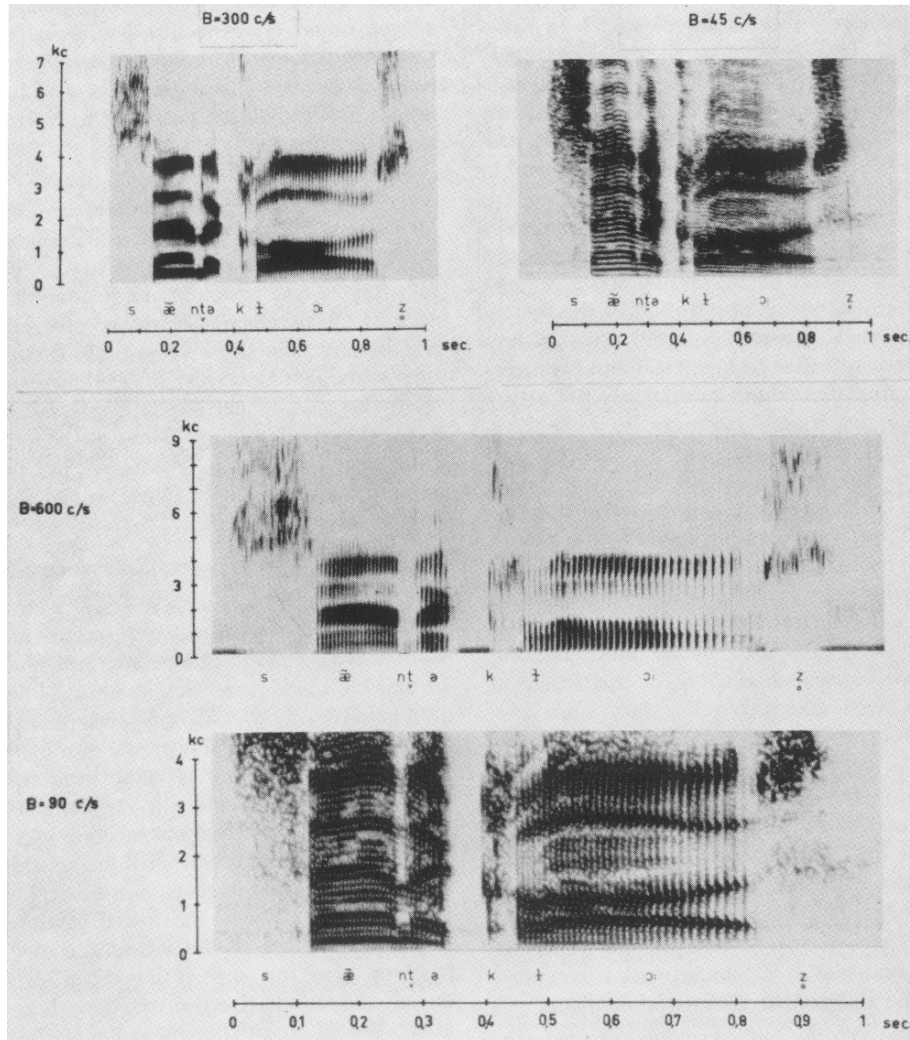 B=300 c/s
B=45 c/s
kc
7
6
5
4
3
2
1
0
s æ̃ nt̬ə k ɫ ɔː z̥
0 0,2 0,4 0,6 0,8 1 sec.
s æ̃ nt̬ə k ɫ ɔː z̥
0 0,2 0,4 0,6 0,8 1 sec.
kc
9
6
3
0
B=600 c/s
s æ̃ nt̬ ə k ɫ ɔː z̥
kc
4
3
2
1
0
B= 90 c/s
s æ̃ nt̬ ə k ɫ ɔː z̥
0 0,1 0,2 0,3 0,4 0,5 0,6 0,7 0,8 0,9 1 sec.